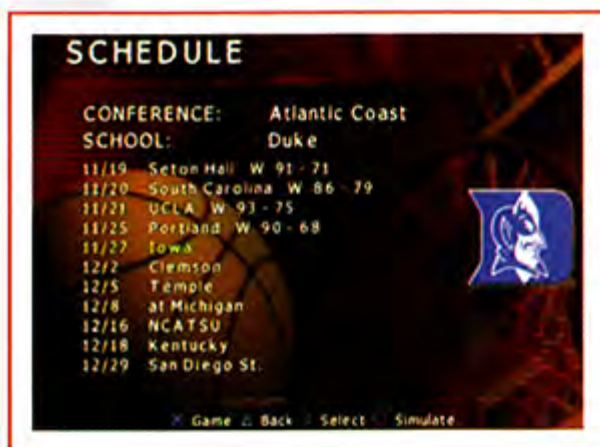 SCHEDULE
CONFERENCE: Atlantic Coast
SCHOOL: Duke
11/19 Seton Hall W 91 - 71
11/20 South Carolina W 86 - 79
11/21 UCLA W 93 - 75
11/25 Portland W 90 - 68
11/27 Iowa
12/2 Clemson
12/5 Temple
12/8 at Michigan
12/16 NCATSU
12/18 Kentucky
12/29 San Diego St.
X Game △ Back Select Simulate